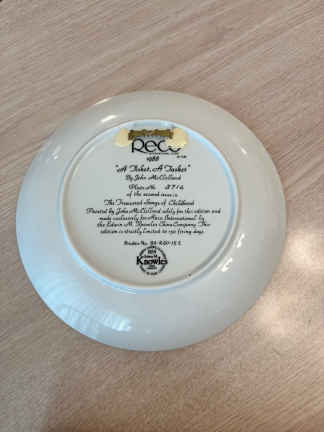 Reco
1988
"A Tisket, A Tasket"
By John McClelland
Plate No.
of the second issue in
The Treasured Songs of Childhood
Painted by John McClelland solely for this edition and
made exclusively for Reco International by
the Edwin M. Knowles China Company. This
edition is strictly limited to 150 firing days.
Bradex No.
Knowles